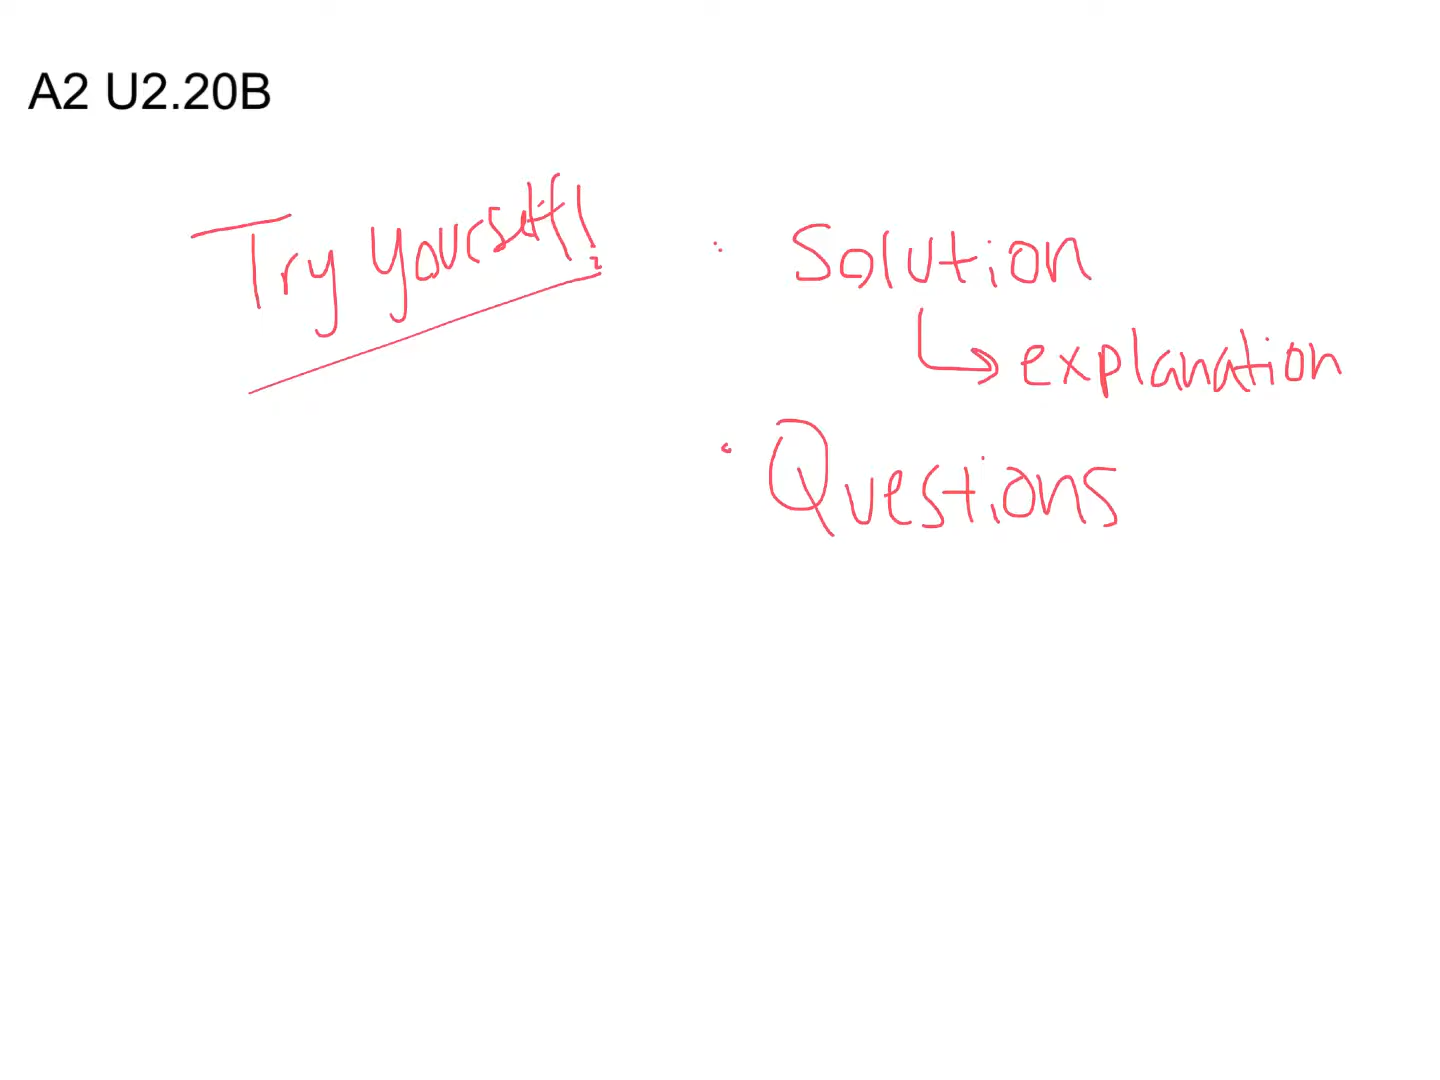 A2 U2.20B
Try yourself!
Solution
explanation
Questions